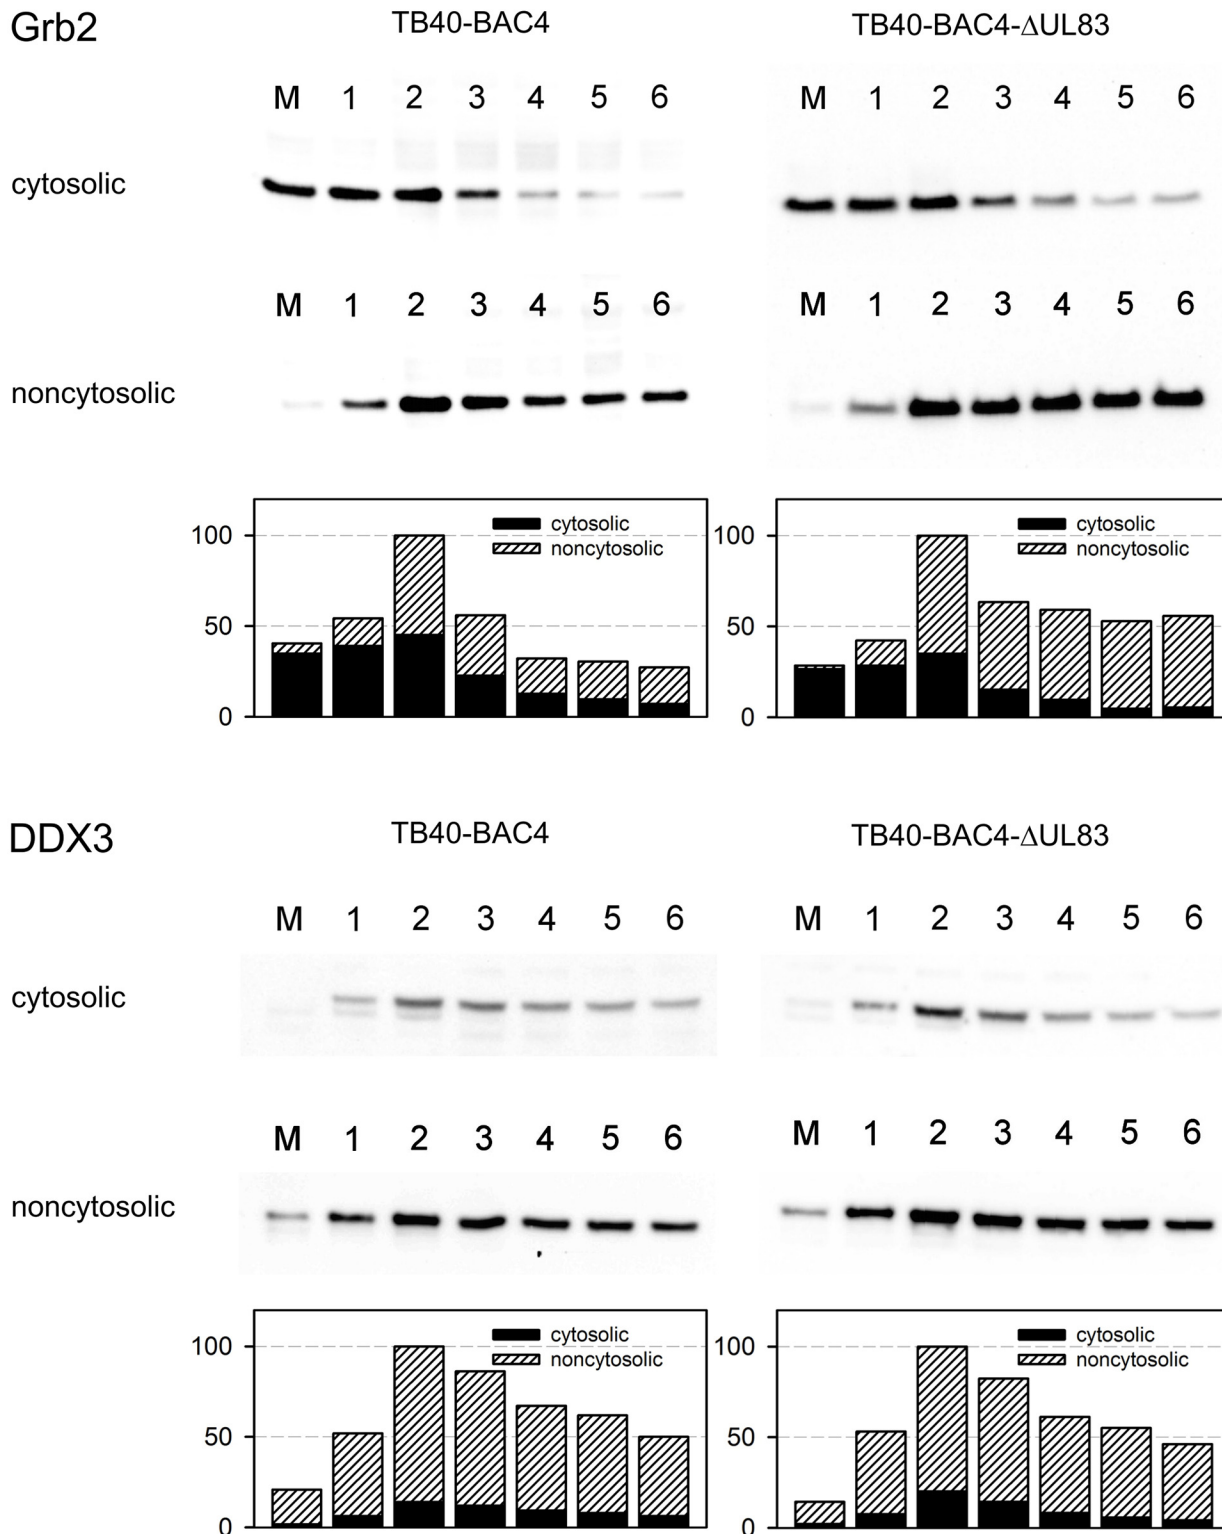 Grb2
TB40-BAC4
TB40-BAC4-ΔUL83
M 1 2 3 4 5 6
M 1 2 3 4 5 6
cytosolic
M 1 2 3 4 5 6
M 1 2 3 4 5 6
noncytosolic
100
50
0
cytosolic
noncytosolic
100
50
0
cytosolic
noncytosolic
DDX3
TB40-BAC4
TB40-BAC4-ΔUL83
M 1 2 3 4 5 6
M 1 2 3 4 5 6
cytosolic
M 1 2 3 4 5 6
M 1 2 3 4 5 6
noncytosolic
100
50
0
cytosolic
noncytosolic
100
50
0
cytosolic
noncytosolic